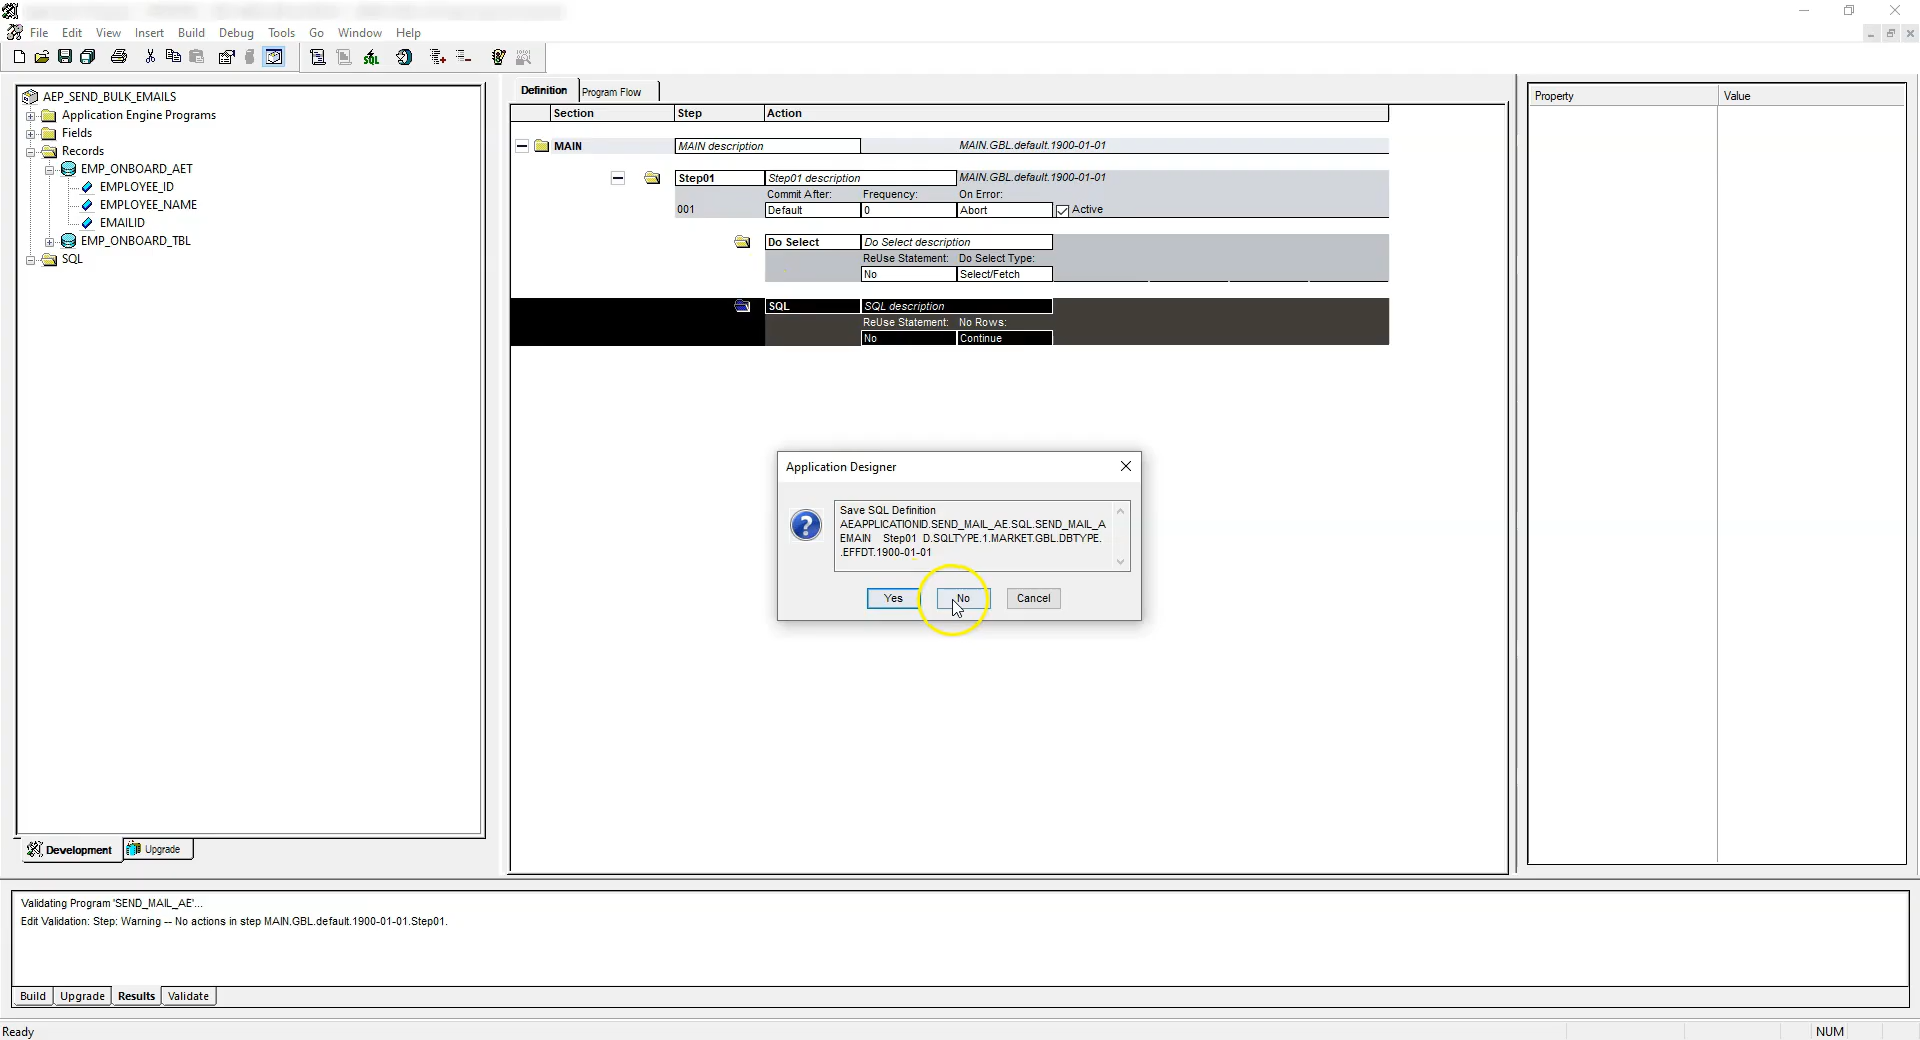 File Edit View Insert Build Debug Tools Go Window Help
SQL
AEP_SEND_BULK_EMAILS
Application Engine Programs
Fields
Records
EMP_ONBOARD_AET
EMPLOYEE_ID
EMPLOYEE_NAME
EMAILID
EMP_ONBOARD_TBL
SQL
Development Upgrade
Definition Program Flow
Section Step Action
MAIN MAIN description MAIN.GBL.default.1900-01-01
Step01 Step01 description MAIN.GBL.default.1900-01-01
Commit After: Frequency: On Error:
001 Default 0 Abort Active
Do Select Do Select description
ReUse Statement: Do Select Type:
No Select/Fetch
SQL SQL description
ReUse Statement: No Rows:
No Continue
Application Designer
Save SQL Definition
AEAPPLICATIONID.SEND_MAIL_AE.SQL.SEND_MAIL_A
EMAIN Step01 D.SQLTYPE.1.MARKET.GBL.DBTYPE.
.EFFDT.1900-01-01
Yes No Cancel
Property Value
Validating Program 'SEND_MAIL_AE'...
Edit Validation: Step: Warning -- No actions in step MAIN.GBL.default.1900-01-01.Step01.
Build Upgrade Results Validate
Ready NUM